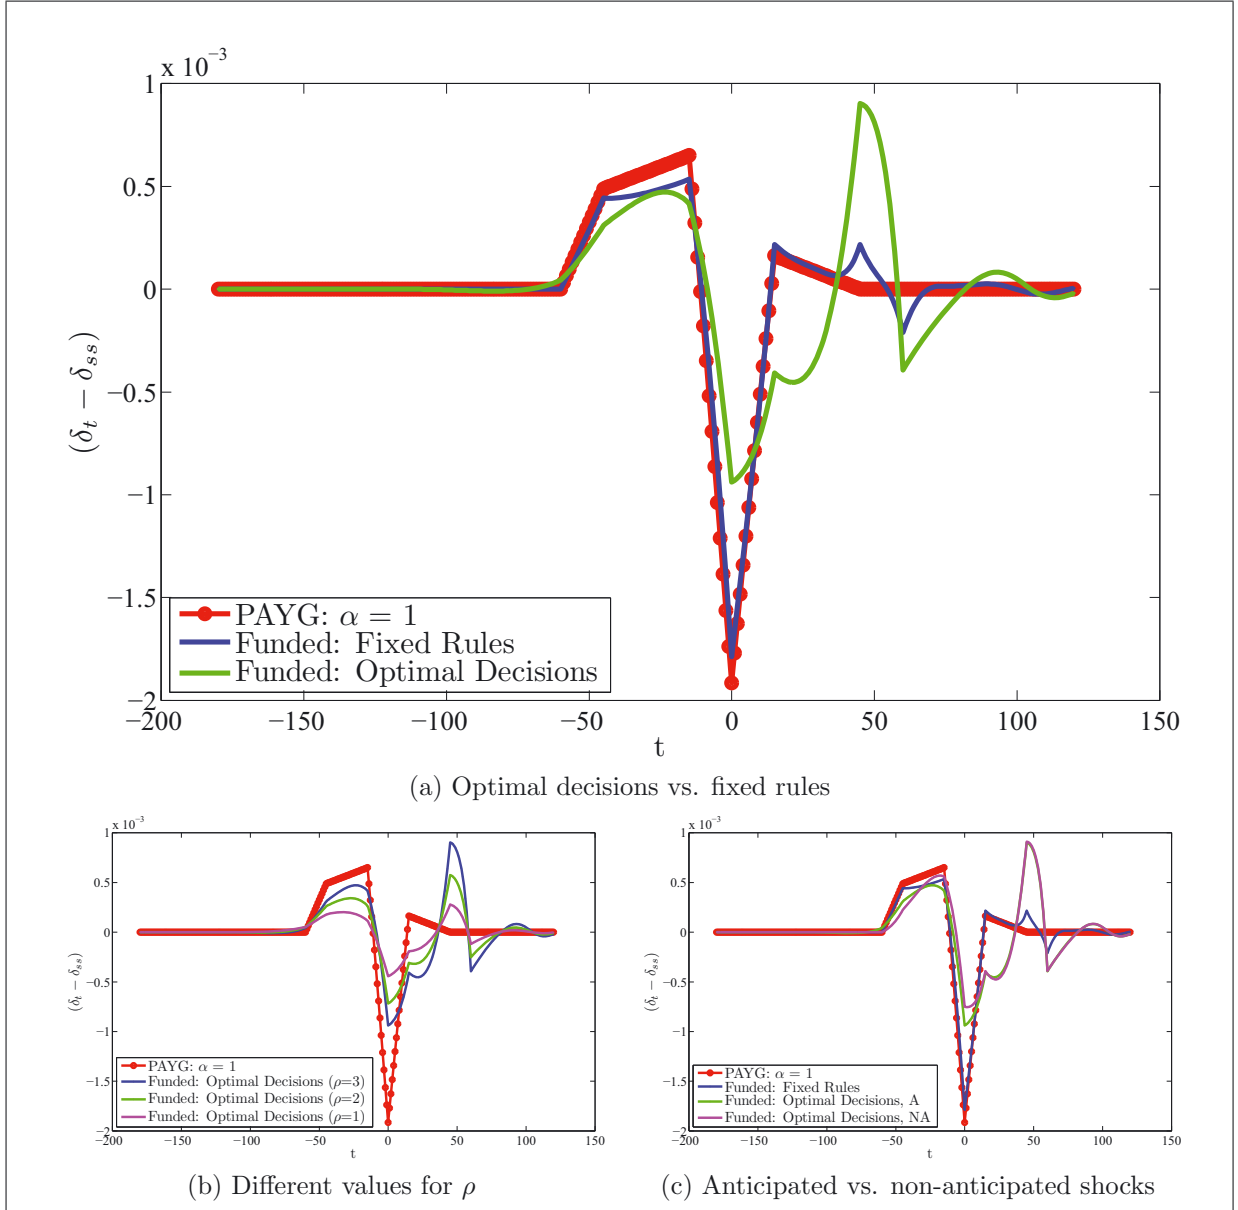 x 10⁻³
1
0.5
0
−0.5
−1
−1.5
−2
(δt − δss)
−200 −150 −100 −50 0 50 100 150
t
PAYG: α = 1
Funded: Fixed Rules
Funded: Optimal Decisions
(a) Optimal decisions vs. fixed rules
x 10⁻³
1
0.5
0
−0.5
−1
−1.5
−2
(δt − δss)
−200 −150 −100 −50 0 50 100 150
t
PAYG: α = 1
Funded: Optimal Decisions (ρ=3)
Funded: Optimal Decisions (ρ=2)
Funded: Optimal Decisions (ρ=1)
(b) Different values for ρ
x 10⁻³
1
0.5
0
−0.5
−1
−1.5
−2
(δt − δss)
−200 −150 −100 −50 0 50 100 150
t
PAYG: α = 1
Funded: Fixed Rules
Funded: Optimal Decisions, A
Funded: Optimal Decisions, NA
(c) Anticipated vs. non-anticipated shocks